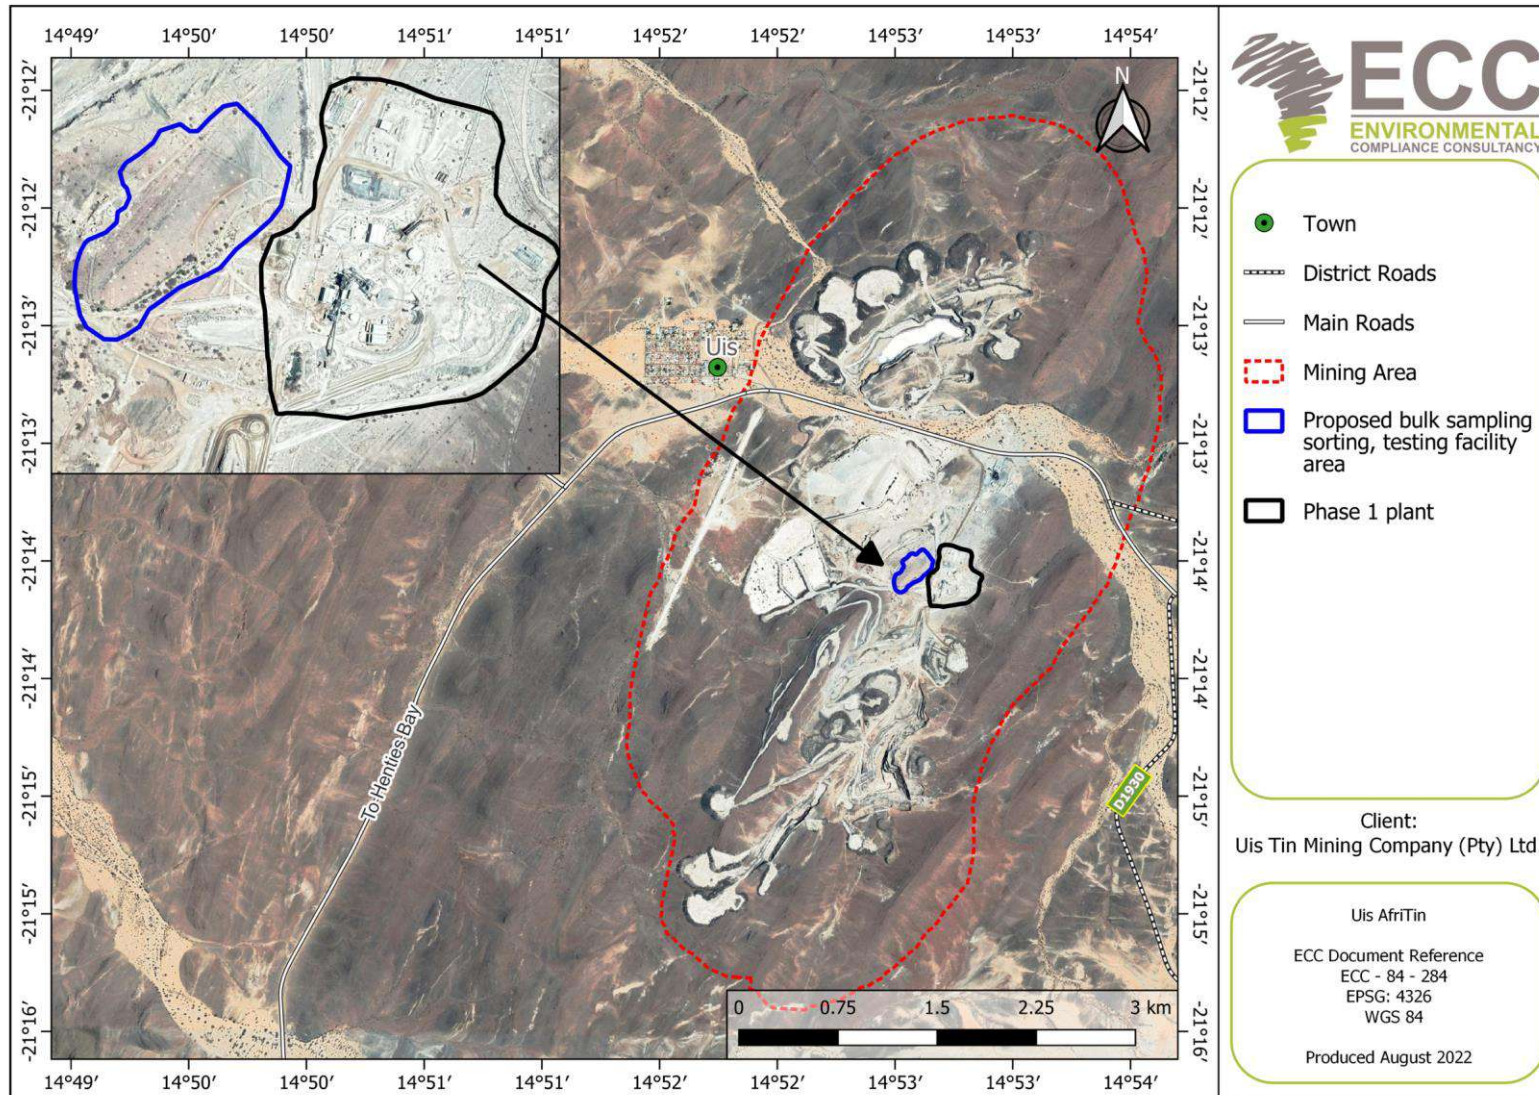 14°49′ 14°50′ 14°50′ 14°51′ 14°51′ 14°52′ 14°52′ 14°53′ 14°53′ 14°54′
-21°12′
-21°12′
-21°13′
-21°13′
-21°14′
-21°14′
-21°15′
-21°15′
-21°16′
N
Uis
To Henties Bay
D1930
0 0.75 1.5 2.25 3 km
-21°12′
-21°12′
-21°13′
-21°13′
-21°14′
-21°14′
-21°15′
-21°15′
-21°16′
14°49′ 14°50′ 14°50′ 14°51′ 14°51′ 14°52′ 14°52′ 14°53′ 14°53′ 14°54′
ECC
ENVIRONMENTAL
COMPLIANCE CONSULTANCY
Town
District Roads
Main Roads
Mining Area
Proposed bulk sampling
sorting, testing facility
area
Phase 1 plant
Client:
Uis Tin Mining Company (Pty) Ltd
Uis AfriTin
ECC Document Reference
ECC - 84 - 284
EPSG: 4326
WGS 84
Produced August 2022